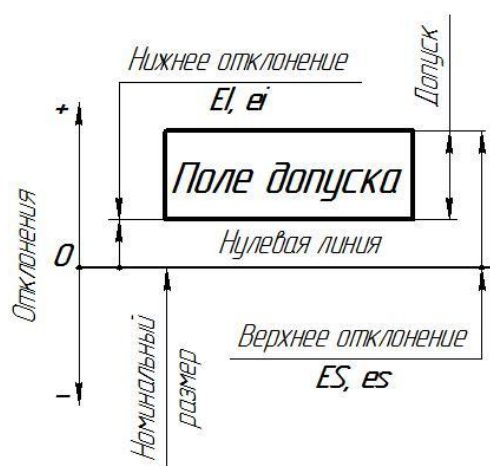 Нижнее отклонение
EI, ei
Допуск
+
Поле допуска
Нулевая линия
0
Отклонения
Верхнее отклонение
ES, es
Номинальный
размер
-